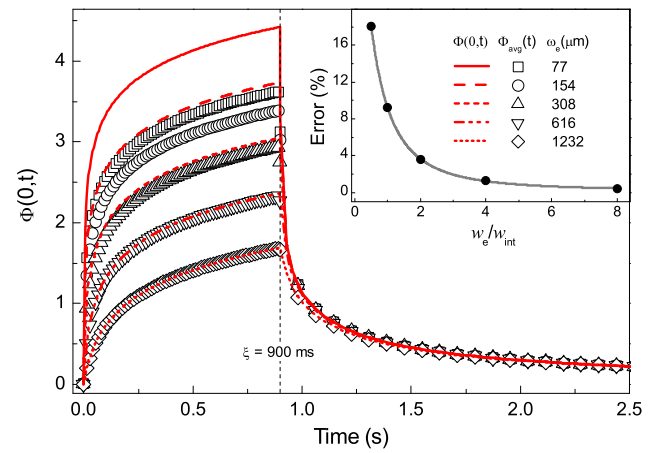 Φ(0,t)
4
3
2
1
0
0.0 0.5 1.0 1.5 2.0 2.5
Time (s)
ξ = 900 ms
Error (%)
16
12
8
4
0
0 2 4 6 8
w_e/w_int
Φ(0,t) Φ_avg(t) ω_e(μm)
77
154
308
616
1232